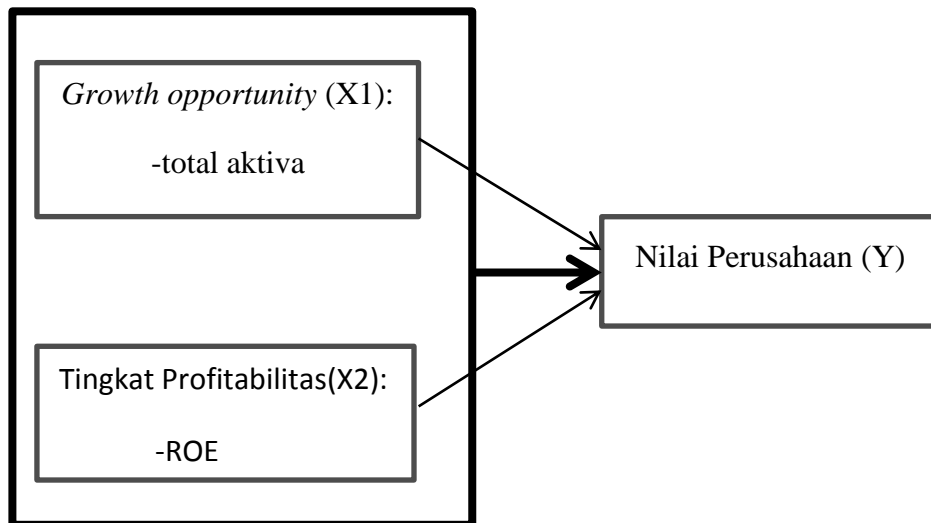 Growth opportunity (X1):
-total aktiva
Nilai Perusahaan (Y)
Tingkat Profitabilitas(X2):
-ROE